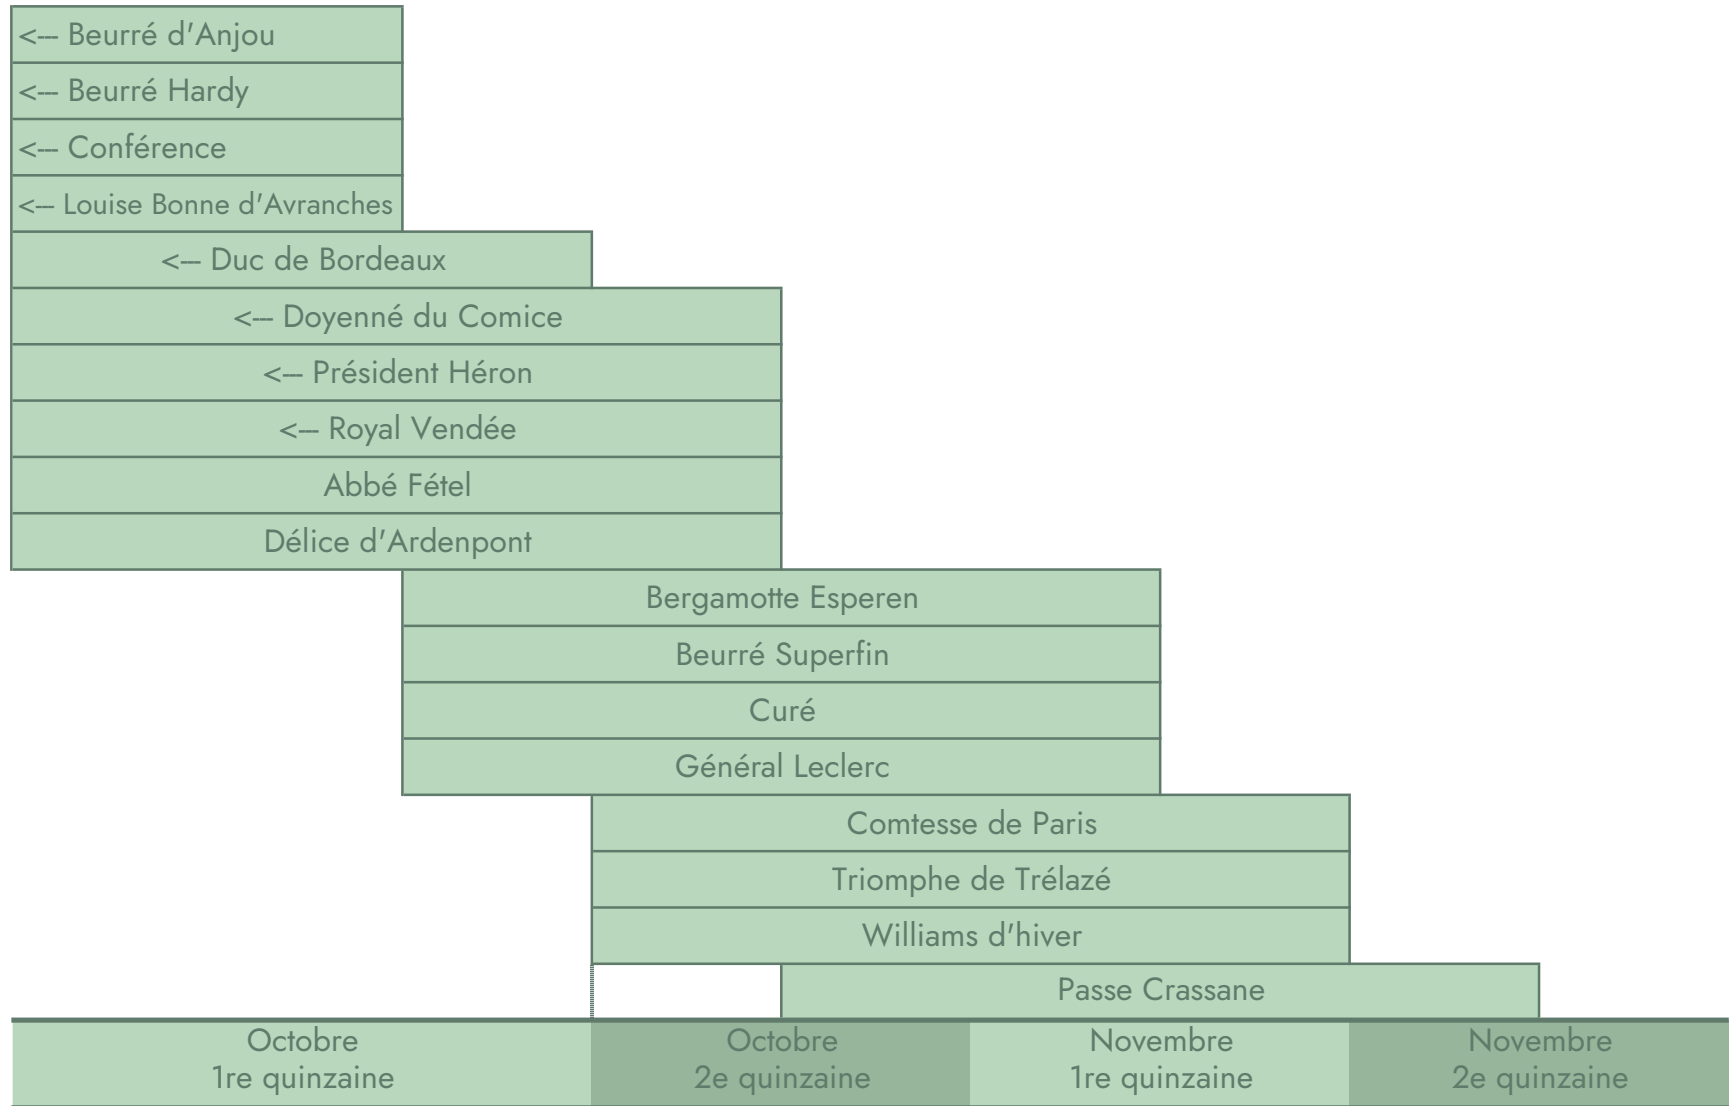 <--- Beurré d'Anjou
<--- Beurré Hardy
<--- Conférence
<--- Louise Bonne d'Avranches
<--- Duc de Bordeaux
<--- Doyenné du Comice
<--- Président Héron
<--- Royal Vendée
Abbé Fétel
Délice d'Ardenpont
Bergamotte Esperen
Beurré Superfin
Curé
Général Leclerc
Comtesse de Paris
Triomphe de Trélazé
Williams d'hiver
Passe Crassane
Octobre
1re quinzaine
Octobre
2e quinzaine
Novembre
1re quinzaine
Novembre
2e quinzaine